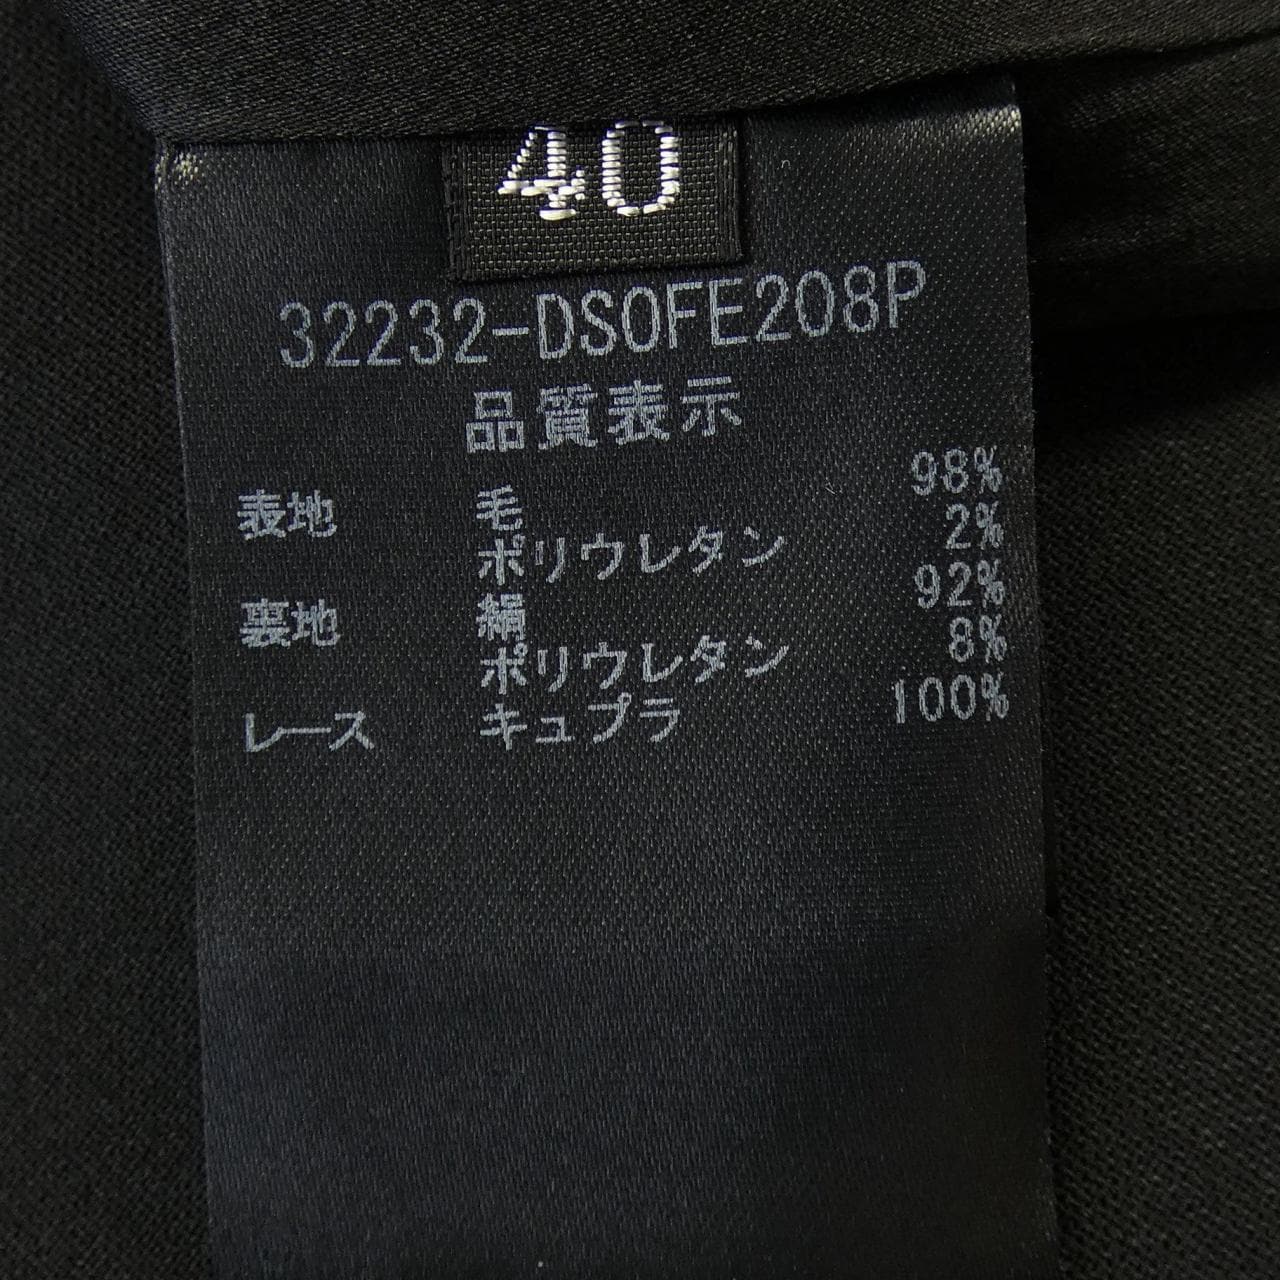 40
32232-DS0FE208P
品質表示
表地 毛 98%
ポリウレタン 2%
裏地 絹 92%
ポリウレタン 8%
レース キュプラ 100%